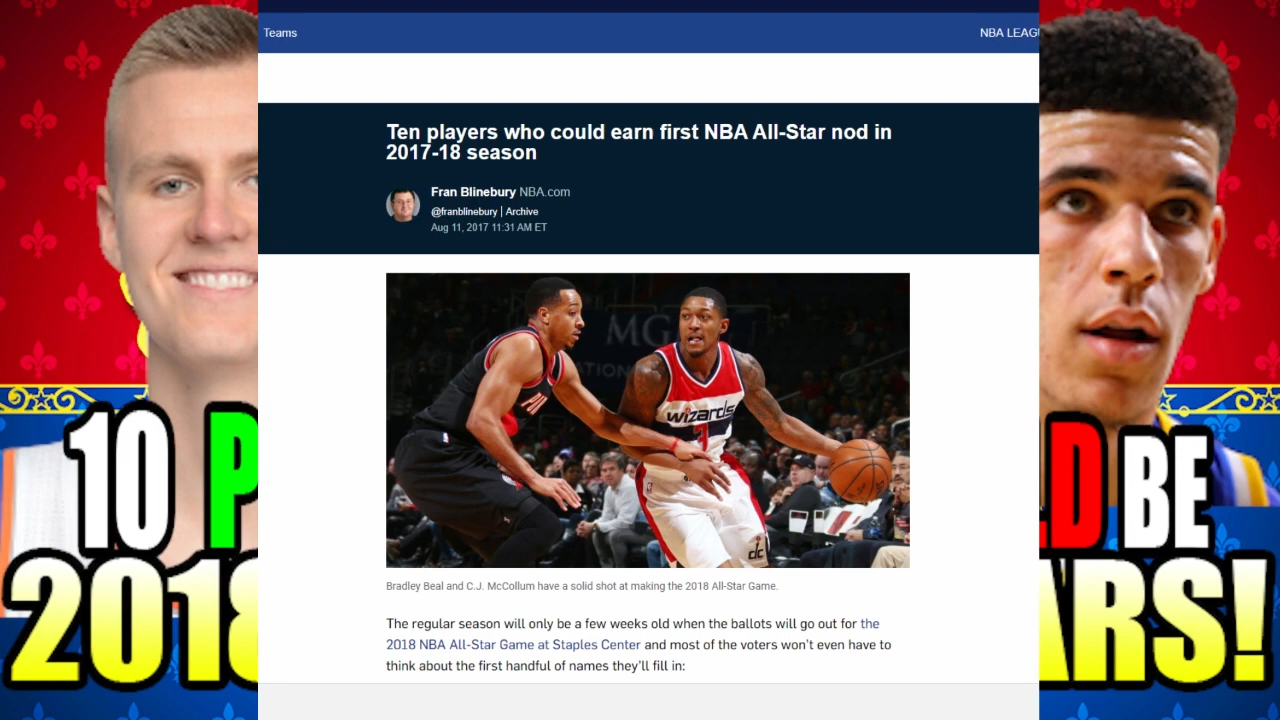 Teams
NBA LEAG
Ten players who could earn first NBA All-Star nod in
2017-18 season
Fran Blinebury NBA.com
@franblinebury | Archive
Aug 11, 2017 11:31 AM ET
MG
wizards
dc
Bradley Beal and C.J. McCollum have a solid shot at making the 2018 All-Star Game.
The regular season will only be a few weeks old when the ballots will go out for the
2018 NBA All-Star Game at Staples Center and most of the voters won't even have to
think about the first handful of names they'll fill in:
10 P
D BE
2018
ARS!